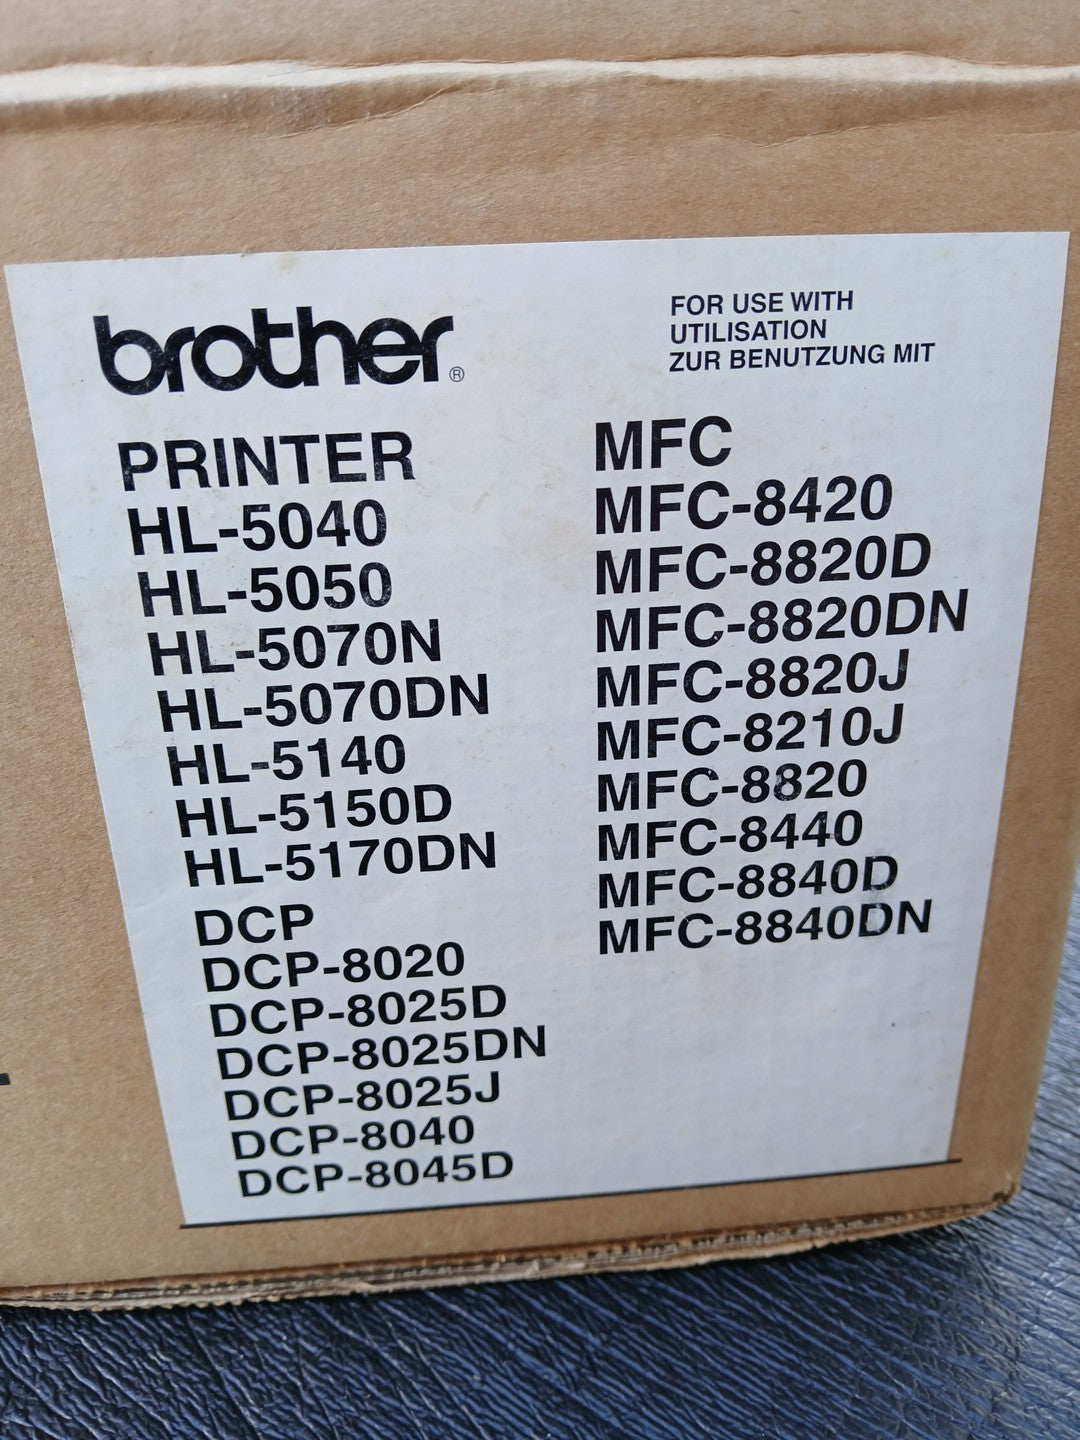 brother®
FOR USE WITH
UTILISATION
ZUR BENUTZUNG MIT
PRINTER
HL-5040
HL-5050
HL-5070N
HL-5070DN
HL-5140
HL-5150D
HL-5170DN
DCP
DCP-8020
DCP-8025D
DCP-8025DN
DCP-8025J
DCP-8040
DCP-8045D
MFC
MFC-8420
MFC-8820D
MFC-8820DN
MFC-8820J
MFC-8210J
MFC-8820
MFC-8440
MFC-8840D
MFC-8840DN